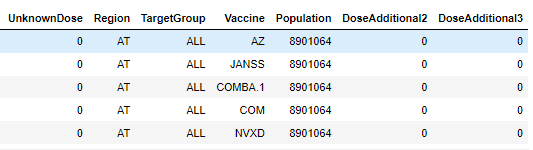 UnknownDose Region TargetGroup Vaccine Population DoseAdditional2 DoseAdditional3
0 AT ALL AZ 8901064 0 0
0 AT ALL JANSS 8901064 0 0
0 AT ALL COMBA.1 8901064 0 0
0 AT ALL COM 8901064 0 0
0 AT ALL NVXD 8901064 0 0